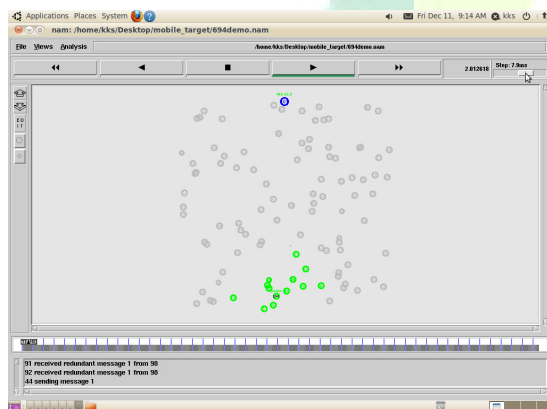 Applications Places System
Fri Dec 11, 9:14 AM kks
nam: /home/kks/Desktop/mobile_target/694demo.nam
File Views Analysis
/home/kks/Desktop/mobile_target/694demo.nam
2.012618 Step: 7.9ms
E D
I T
91 received redundant message 1 from 98
92 received redundant message 1 from 98
44 sending message 1